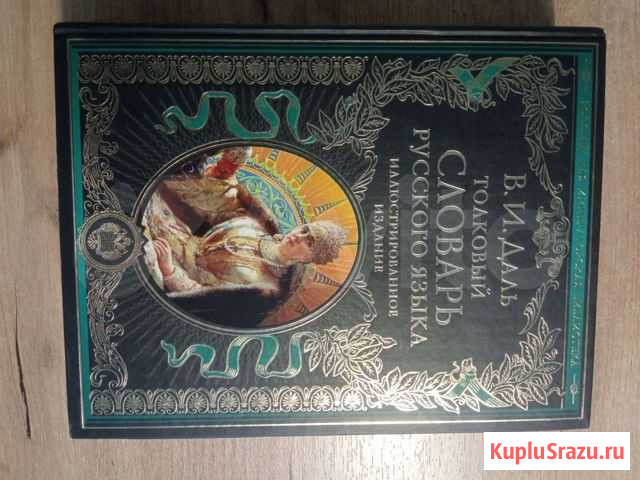 В. И. ДАЛЬ
ТОЛКОВЫЙ
СЛОВАРЬ
РУССКОГО ЯЗЫКА
ИЛЛЮСТРИРОВАННОЕ
ИЗДАНИЕ
KupluSrazu.ru